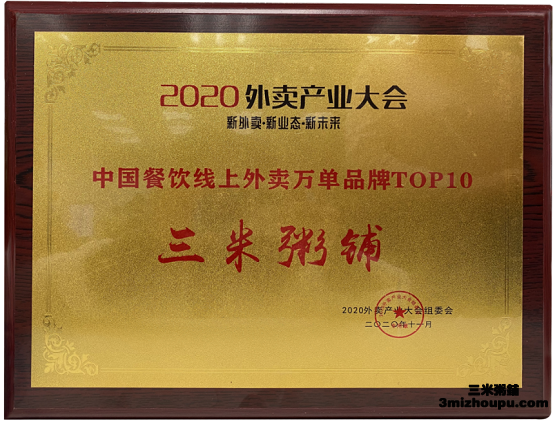 2020外卖产业大会
新外卖·新业态·新未来
中国餐饮线上外卖万单品牌TOP10
三米粥铺
2020外卖产业大会组委会
二〇二〇年十一月
三米粥鋪
3mizhoupu.com